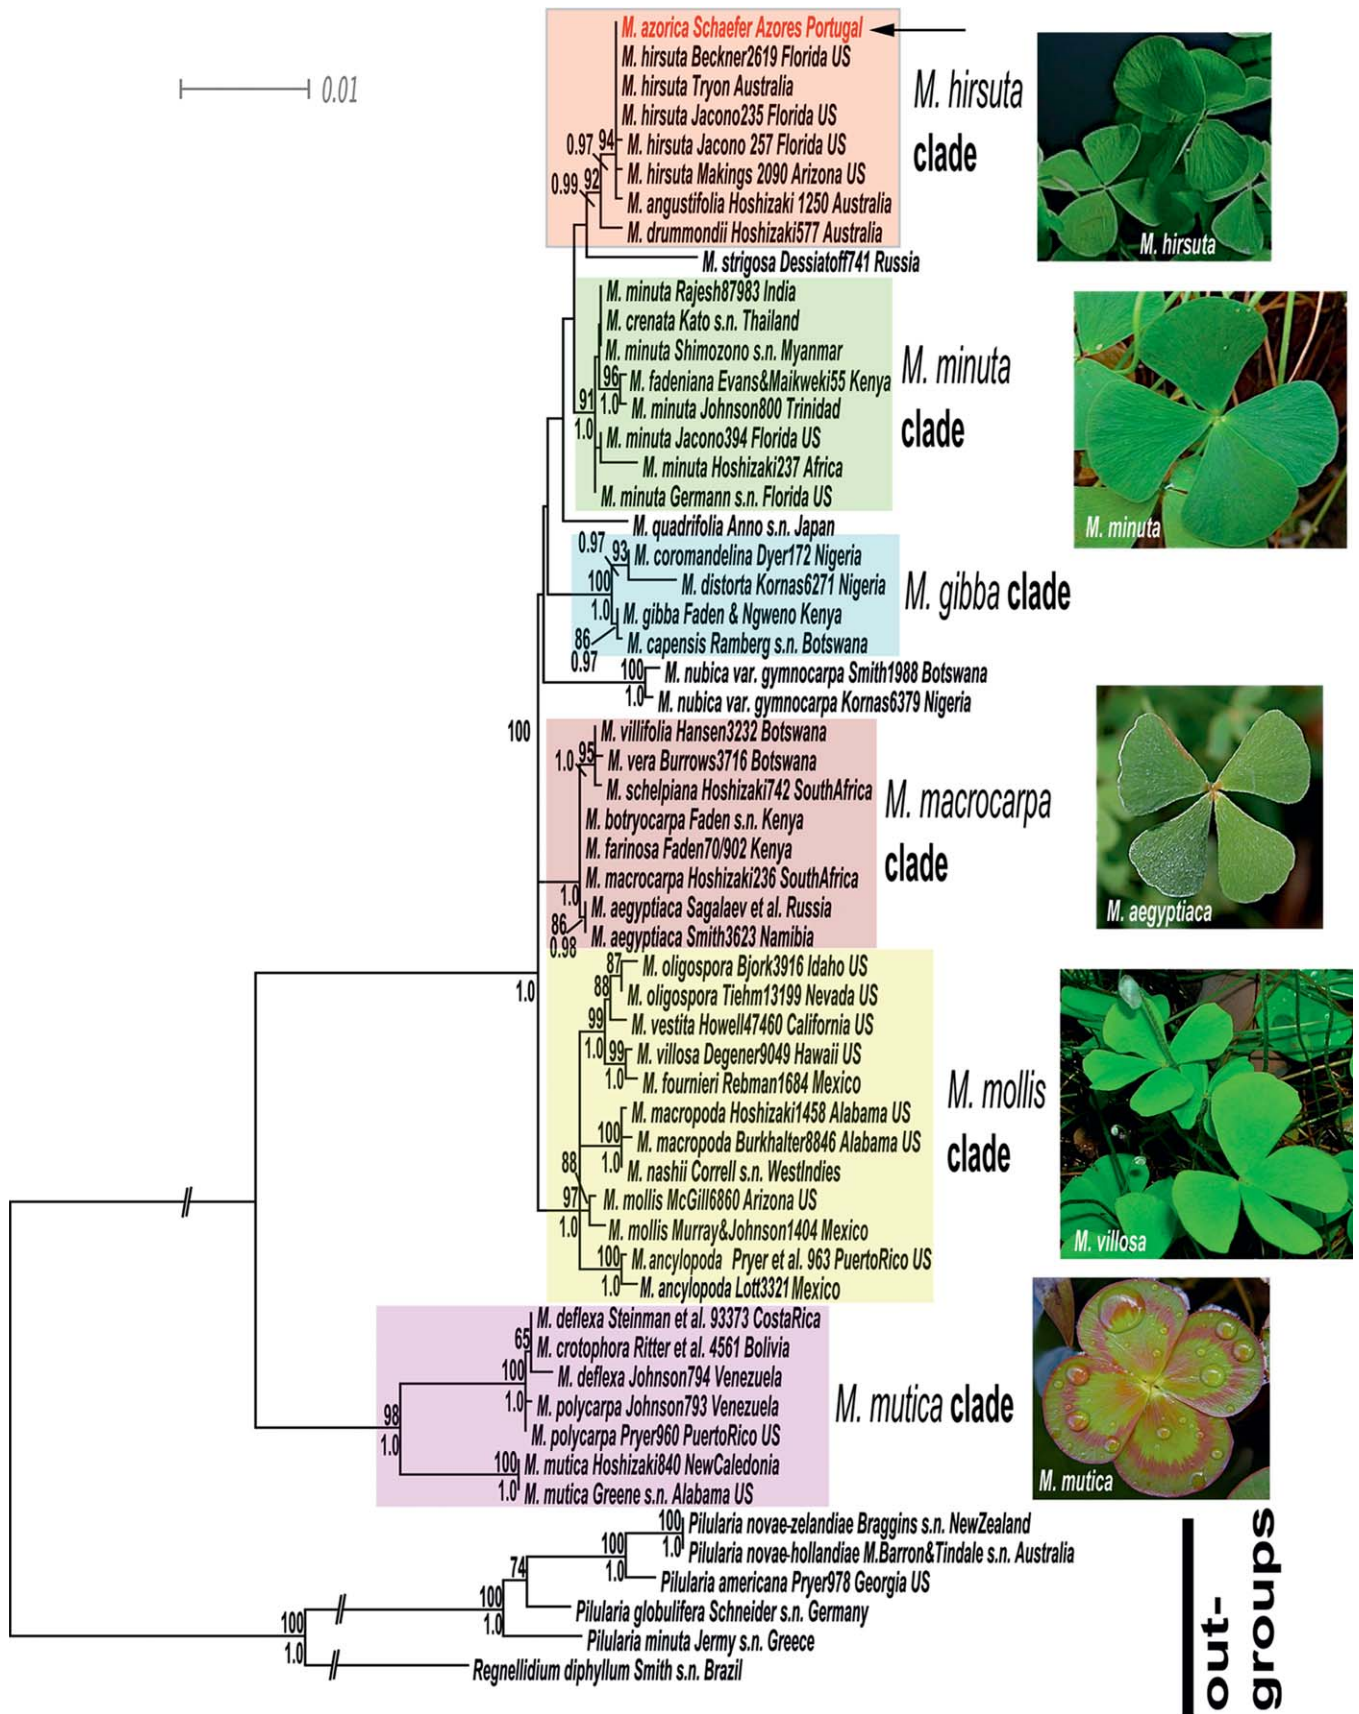 0.01
M. azorica Schaefer Azores Portugal
M. hirsuta Beckner2619 Florida US
M. hirsuta Tryon Australia
M. hirsuta Jacono235 Florida US
0.97
94
M. hirsuta Jacono 257 Florida US
0.99
92
M. hirsuta Makings 2090 Arizona US
M. angustifolia Hoshizaki 1250 Australia
M. drummondii Hoshizaki577 Australia
M. hirsuta
clade
M. hirsuta
M. strigosa Dessiatoff741 Russia
M. minuta Rajesh87983 India
M. crenata Kato s.n. Thailand
M. minuta Shimozono s.n. Myanmar
96
M. fadeniana Evans&Maikweki55 Kenya
91
1.0
M. minuta Johnson800 Trinidad
1.0
M. minuta Jacono394 Florida US
M. minuta Hoshizaki237 Africa
M. minuta Germann s.n. Florida US
M. minuta
clade
M. minuta
M. quadrifolia Anno s.n. Japan
0.97
93
M. coromandelina Dyer172 Nigeria
100
M. distorta Kornas6271 Nigeria
1.0
M. gibba Faden & Ngweno Kenya
86
M. capensis Ramberg s.n. Botswana
0.97
M. gibba clade
100
M. nubica var. gymnocarpa Smith1988 Botswana
1.0
M. nubica var. gymnocarpa Kornas6379 Nigeria
100
1.0
M. villifolia Hansen3232 Botswana
1.0
95
M. vera Burrows3716 Botswana
M. schelpiana Hoshizaki742 SouthAfrica
M. botryocarpa Faden s.n. Kenya
M. farinosa Faden70/902 Kenya
M. macrocarpa Hoshizaki236 SouthAfrica
1.0
M. aegyptiaca Sagalaev et al. Russia
86
0.98
M. aegyptiaca Smith3623 Namibia
M. macrocarpa
clade
M. aegyptiaca
87
M. oligospora Bjork3916 Idaho US
88
M. oligospora Tiehm13199 Nevada US
99
M. vestita Howell47460 California US
1.0
99
M. villosa Degener9049 Hawaii US
1.0
M. fournieri Rebman1684 Mexico
M. macropoda Hoshizaki1458 Alabama US
100
M. macropoda Burkhalter8846 Alabama US
1.0
M. nashii Correll s.n. WestIndies
88
97
M. mollis McGill6860 Arizona US
1.0
M. mollis Murray&Johnson1404 Mexico
100
M. ancylopoda Pryer et al. 963 PuertoRico US
1.0
M. ancylopoda Lott3321 Mexico
M. mollis
clade
M. villosa
M. deflexa Steinman et al. 93373 CostaRica
65
M. crotophora Ritter et al. 4561 Bolivia
100
M. deflexa Johnson794 Venezuela
1.0
M. polycarpa Johnson793 Venezuela
98
1.0
M. polycarpa Pryer960 PuertoRico US
100
M. mutica Hoshizaki840 NewCaledonia
1.0
M. mutica Greene s.n. Alabama US
M. mutica clade
M. mutica
100
Pilularia novae-zelandiae Braggins s.n. NewZealand
1.0
Pilularia novae-hollandiae M.Barron&Tindale s.n. Australia
100
1.0
Pilularia americana Pryer978 Georgia US
74
Pilularia globulifera Schneider s.n. Germany
100
1.0
Pilularia minuta Jermy s.n. Greece
100
1.0
Regnellidium diphyllum Smith s.n. Brazil
out-
groups